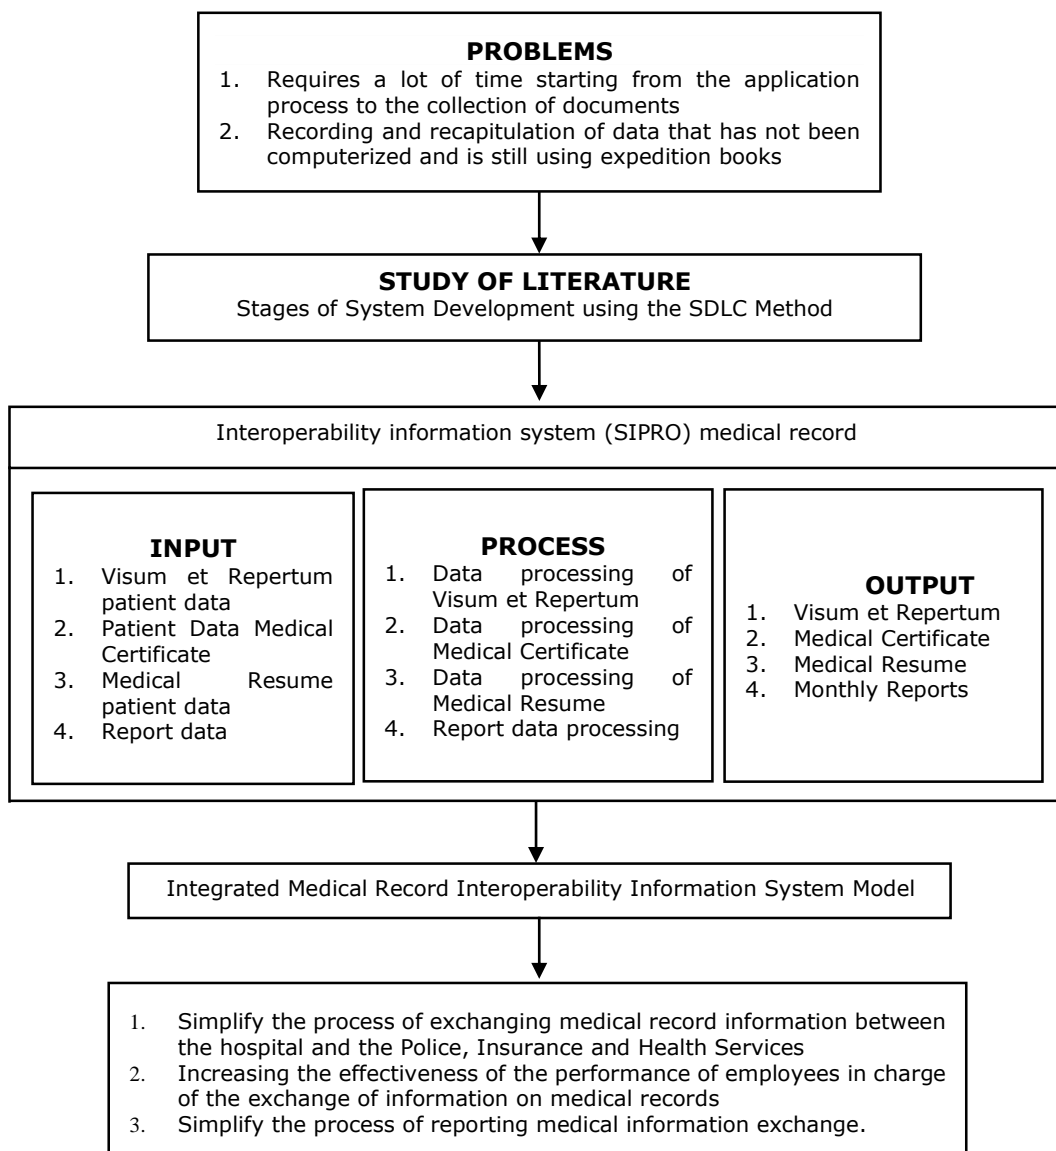 PROBLEMS
1. Requires a lot of time starting from the application
process to the collection of documents
2. Recording and recapitulation of data that has not been
computerized and is still using expedition books
STUDY OF LITERATURE
Stages of System Development using the SDLC Method
Interoperability information system (SIPRO) medical record
INPUT
1. Visum et Repertum
patient data
2. Patient Data Medical
Certificate
3. Medical Resume
patient data
4. Report data
PROCESS
1. Data processing of
Visum et Repertum
2. Data processing of
Medical Certificate
3. Data processing of
Medical Resume
4. Report data processing
OUTPUT
1. Visum et Repertum
2. Medical Certificate
3. Medical Resume
4. Monthly Reports
Integrated Medical Record Interoperability Information System Model
1. Simplify the process of exchanging medical record information between
the hospital and the Police, Insurance and Health Services
2. Increasing the effectiveness of the performance of employees in charge
of the exchange of information on medical records
3. Simplify the process of reporting medical information exchange.